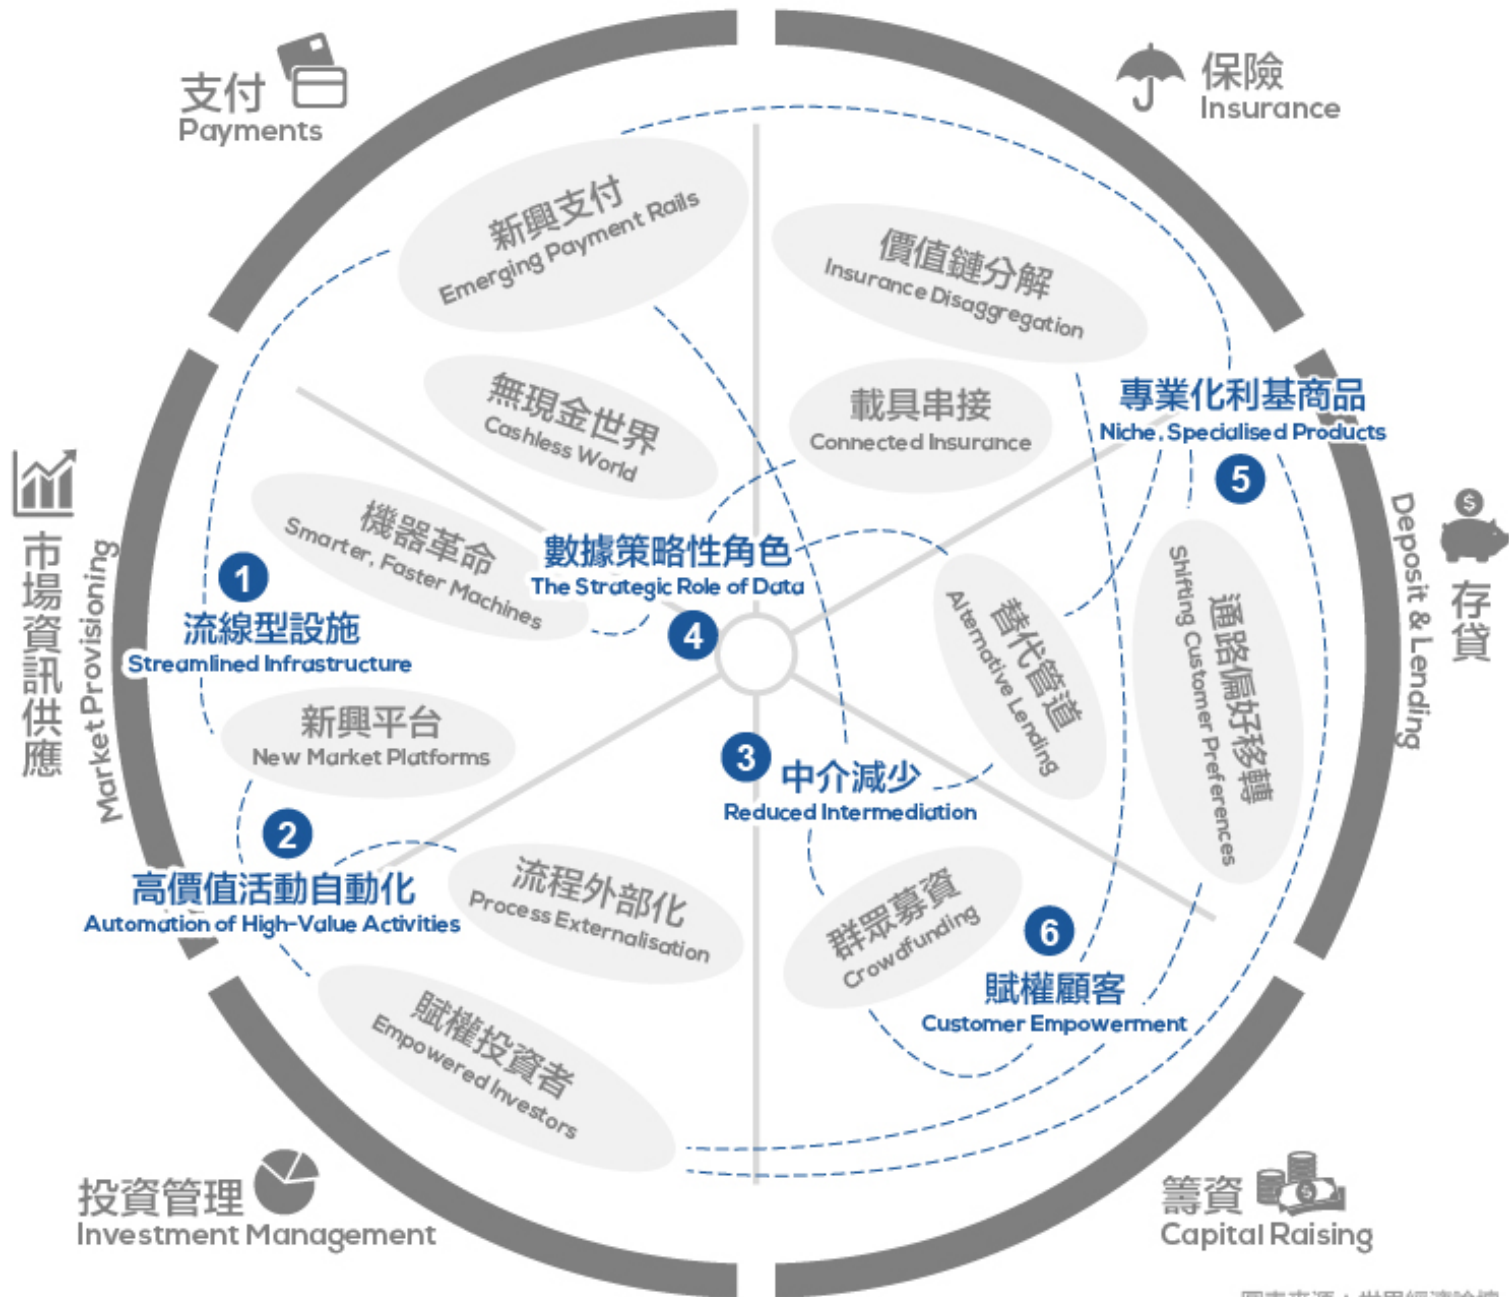 支付
Payments
保險
Insurance
新興支付
Emerging Payment Rails
價值鏈分解
Insurance Disaggregation
無現金世界
Cashless World
載具串接
Connected Insurance
專業化利基商品
Niche, Specialised Products
5
機器革命
Smarter, Faster Machines
數據策略性角色
The Strategic Role of Data
4
1
流線型設施
Streamlined Infrastructure
市場資訊供應
Market Provisioning
存貸
Deposit & Lending
替代管道
Alternative Lending
通路偏好移轉
Shifting Customer Preferences
新興平台
New Market Platforms
3
中介減少
Reduced Intermediation
2
高價值活動自動化
Automation of High-Value Activities
流程外部化
Process Externalisation
群眾募資
Crowdfunding
6
賦權顧客
Customer Empowerment
賦權投資者
Empowered Investors
投資管理
Investment Management
籌資
Capital Raising